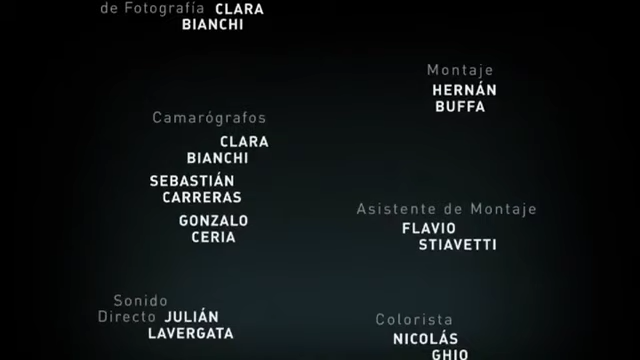 de Fotografía CLARA
BIANCHI
Camarógrafos
CLARA
BIANCHI
SEBASTIÁN
CARRERAS
GONZALO
CERIA
Sonido
Directo JULIÁN
LAVERGATA
Montaje
HERNÁN
BUFFA
Asistente de Montaje
FLAVIO
STIAVETTI
Colorista
NICOLÁS
GHIO